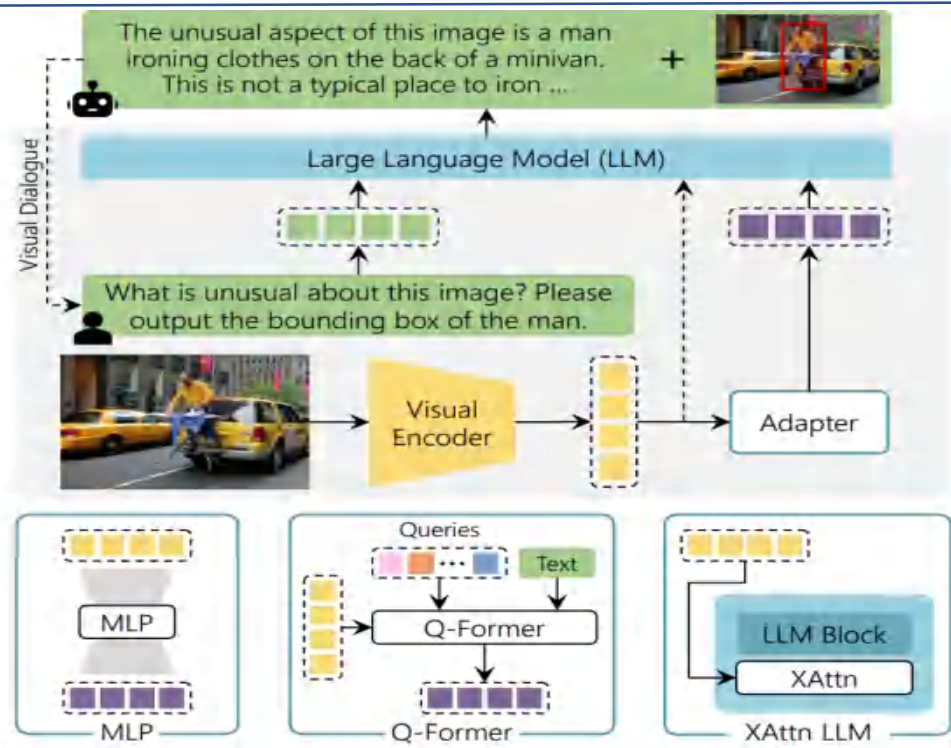 The unusual aspect of this image is a man
ironing clothes on the back of a minivan.
This is not a typical place to iron ...
+
Large Language Model (LLM)
Visual Dialogue
What is unusual about this image? Please
output the bounding box of the man.
Visual
Encoder
Adapter
MLP
MLP
Queries
...
Text
Q-Former
Q-Former
LLM Block
XAttn
XAttn LLM